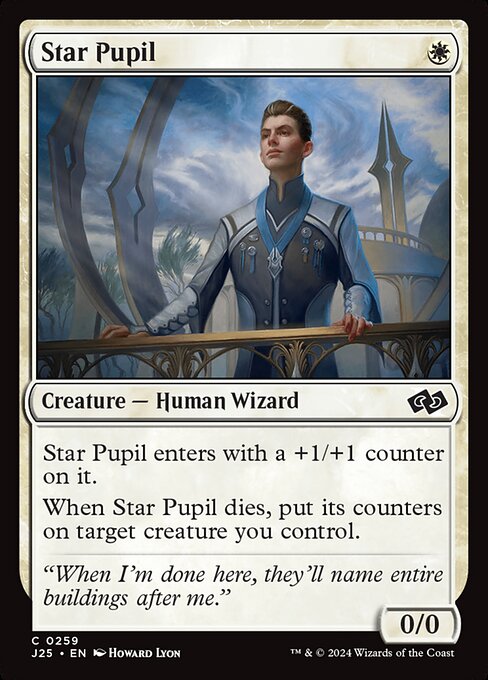 Star Pupil
Creature — Human Wizard
Star Pupil enters with a +1/+1 counter
on it.
When Star Pupil dies, put its counters
on target creature you control.
“When I’m done here, they’ll name entire
buildings after me.”
0/0
C 0259
J25 • EN Howard Lyon
™ & © 2024 Wizards of the Coast